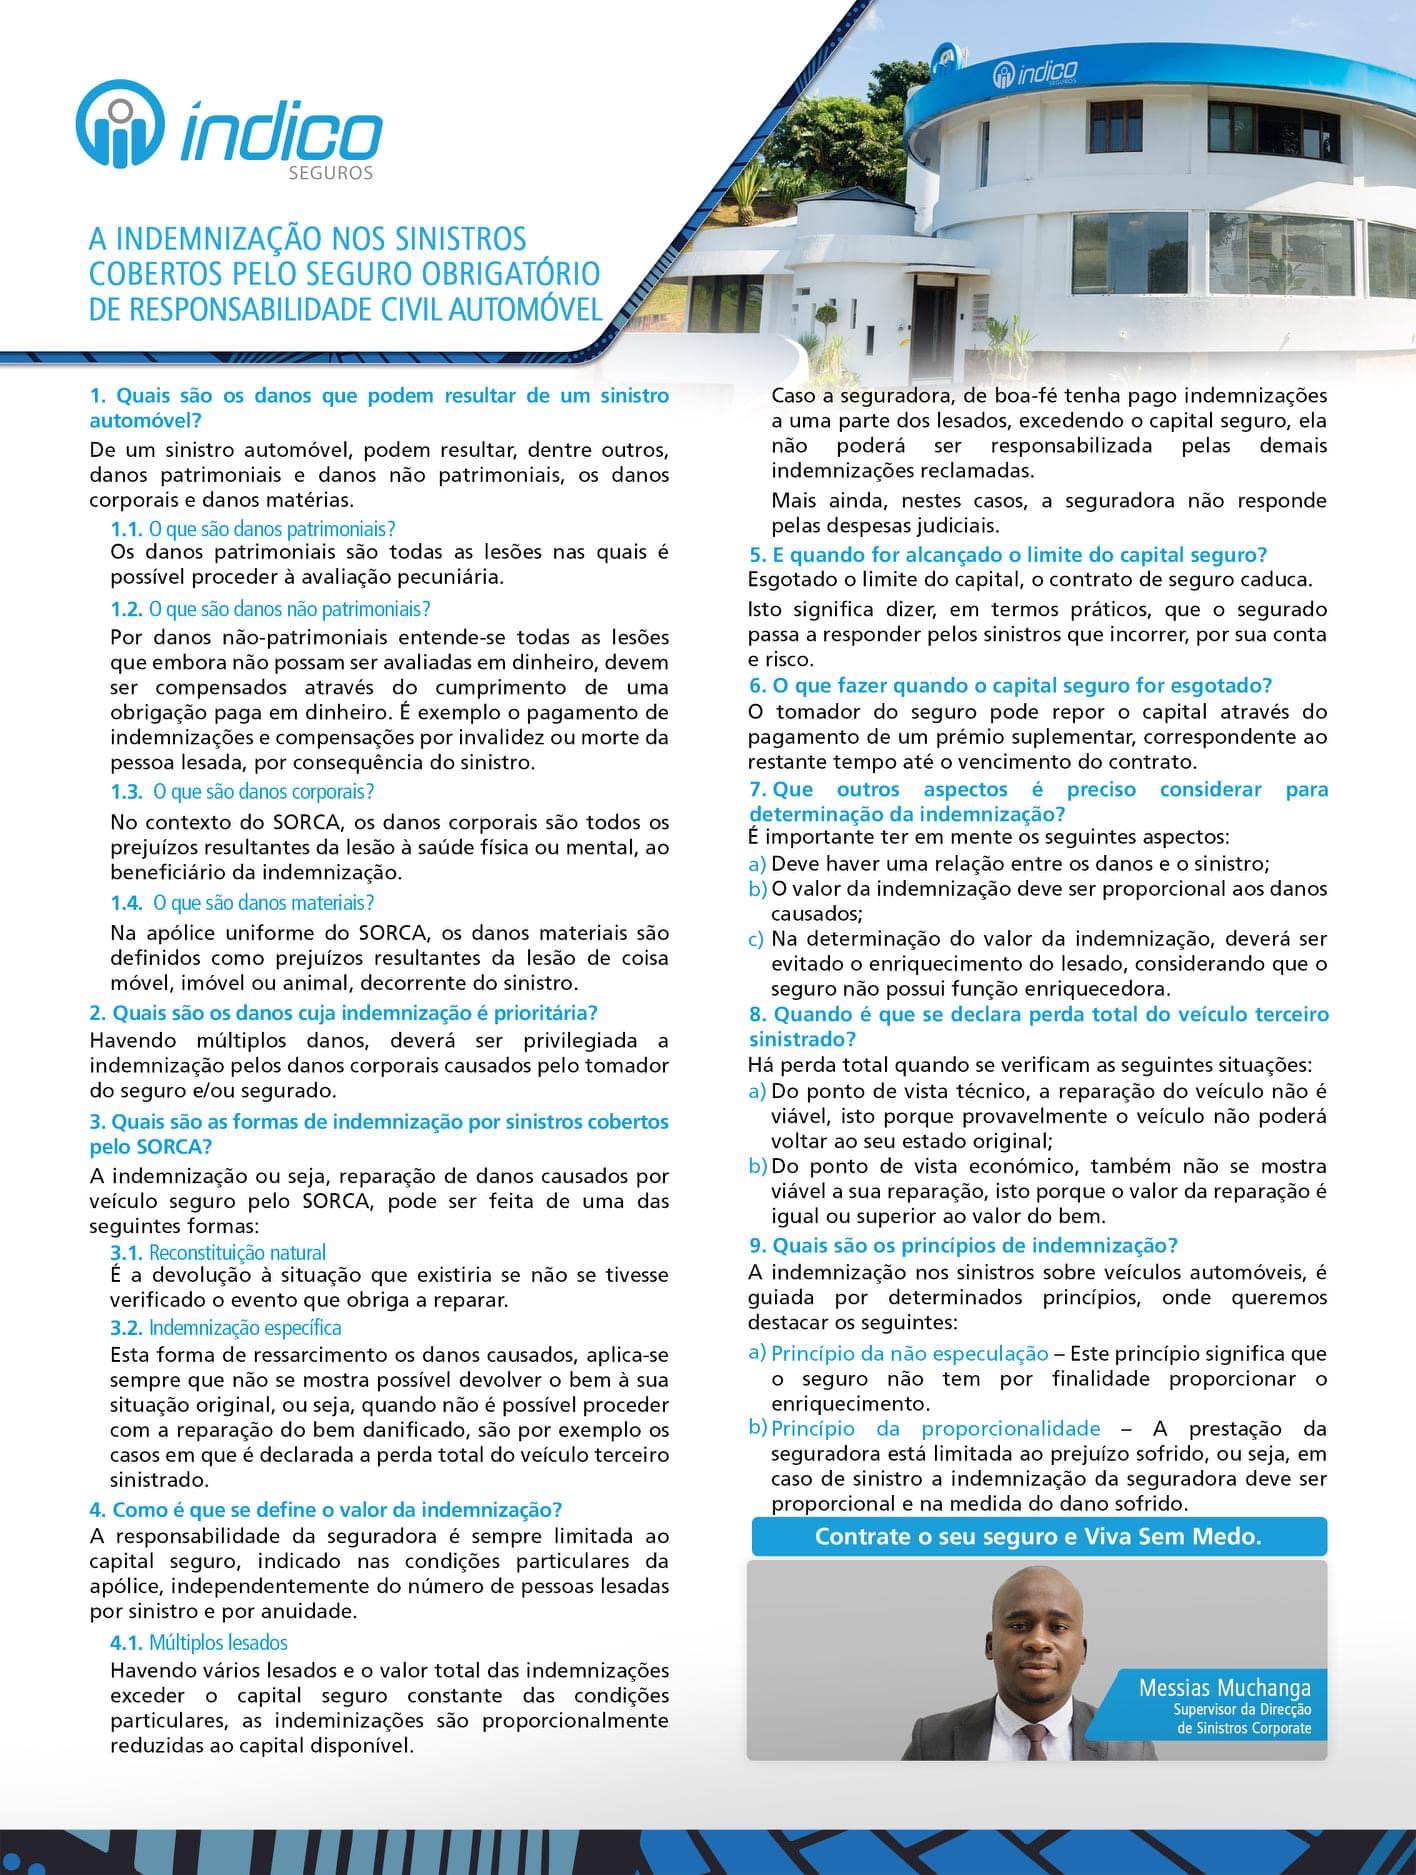 índico
SEGUROS
índico
SEGUROS
A INDEMNIZAÇÃO NOS SINISTROS
COBERTOS PELO SEGURO OBRIGATÓRIO
DE RESPONSABILIDADE CIVIL AUTOMÓVEL
1. Quais são os danos que podem resultar de um sinistro
automóvel?
De um sinistro automóvel, podem resultar, dentre outros,
danos patrimoniais e danos não patrimoniais, os danos
corporais e danos matérias.
1.1. O que são danos patrimoniais?
Os danos patrimoniais são todas as lesões nas quais é
possível proceder à avaliação pecuniária.
1.2. O que são danos não patrimoniais?
Por danos não-patrimoniais entende-se todas as lesões
que embora não possam ser avaliadas em dinheiro, devem
ser compensados através do cumprimento de uma
obrigação paga em dinheiro. É exemplo o pagamento de
indemnizações e compensações por invalidez ou morte da
pessoa lesada, por consequência do sinistro.
1.3. O que são danos corporais?
No contexto do SORCA, os danos corporais são todos os
prejuízos resultantes da lesão à saúde física ou mental, ao
beneficiário da indemnização.
1.4. O que são danos materiais?
Na apólice uniforme do SORCA, os danos materiais são
definidos como prejuízos resultantes da lesão de coisa
móvel, imóvel ou animal, decorrente do sinistro.
2. Quais são os danos cuja indemnização é prioritária?
Havendo múltiplos danos, deverá ser privilegiada a
indemnização pelos danos corporais causados pelo tomador
do seguro e/ou segurado.
3. Quais são as formas de indemnização por sinistros cobertos
pelo SORCA?
A indemnização ou seja, reparação de danos causados por
veículo seguro pelo SORCA, pode ser feita de uma das
seguintes formas:
3.1. Reconstituição natural
É a devolução à situação que existiria se não se tivesse
verificado o evento que obriga a reparar.
3.2. Indemnização específica
Esta forma de ressarcimento os danos causados, aplica-se
sempre que não se mostra possível devolver o bem à sua
situação original, ou seja, quando não é possível proceder
com a reparação do bem danificado, são por exemplo os
casos em que é declarada a perda total do veículo terceiro
sinistrado.
4. Como é que se define o valor da indemnização?
A responsabilidade da seguradora é sempre limitada ao
capital seguro, indicado nas condições particulares da
apólice, independentemente do número de pessoas lesadas
por sinistro e por anuidade.
4.1. Múltiplos lesados
Havendo vários lesados e o valor total das indemnizações
exceder o capital seguro constante das condições
particulares, as indeminizações são proporcionalmente
reduzidas ao capital disponível.
Caso a seguradora, de boa-fé tenha pago indemnizações
a uma parte dos lesados, excedendo o capital seguro, ela
não poderá ser responsabilizada pelas demais
indemnizações reclamadas.
Mais ainda, nestes casos, a seguradora não responde
pelas despesas judiciais.
5. E quando for alcançado o limite do capital seguro?
Esgotado o limite do capital, o contrato de seguro caduca.
Isto significa dizer, em termos práticos, que o segurado
passa a responder pelos sinistros que incorrer, por sua conta
e risco.
6. O que fazer quando o capital seguro for esgotado?
O tomador do seguro pode repor o capital através do
pagamento de um prémio suplementar, correspondente ao
restante tempo até o vencimento do contrato.
7. Que outros aspectos é preciso considerar para
determinação da indemnização?
É importante ter em mente os seguintes aspectos:
a) Deve haver uma relação entre os danos e o sinistro;
b) O valor da indemnização deve ser proporcional aos danos
causados;
c) Na determinação do valor da indemnização, deverá ser
evitado o enriquecimento do lesado, considerando que o
seguro não possui função enriquecedora.
8. Quando é que se declara perda total do veículo terceiro
sinistrado?
Há perda total quando se verificam as seguintes situações:
a) Do ponto de vista técnico, a reparação do veículo não é
viável, isto porque provavelmente o veículo não poderá
voltar ao seu estado original;
b) Do ponto de vista económico, também não se mostra
viável a sua reparação, isto porque o valor da reparação é
igual ou superior ao valor do bem.
9. Quais são os princípios de indemnização?
A indemnização nos sinistros sobre veículos automóveis, é
guiada por determinados princípios, onde queremos
destacar os seguintes:
a) Princípio da não especulação – Este princípio significa que
o seguro não tem por finalidade proporcionar o
enriquecimento.
b) Princípio da proporcionalidade – A prestação da
seguradora está limitada ao prejuízo sofrido, ou seja, em
caso de sinistro a indemnização da seguradora deve ser
proporcional e na medida do dano sofrido.
Contrate o seu seguro e Viva Sem Medo.
Messias Muchanga
Supervisor da Direcção
de Sinistros Corporate